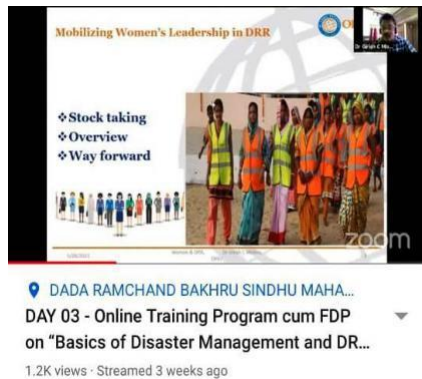 Mobilizing Women's Leadership in DRR
❖Stock taking
❖Overview
❖Way forward
zoom
DADA RAMCHAND BAKHRU SINDHU MAHA...
DAY 03 - Online Training Program cum FDP
on “Basics of Disaster Management and DR...
1.2K views · Streamed 3 weeks ago